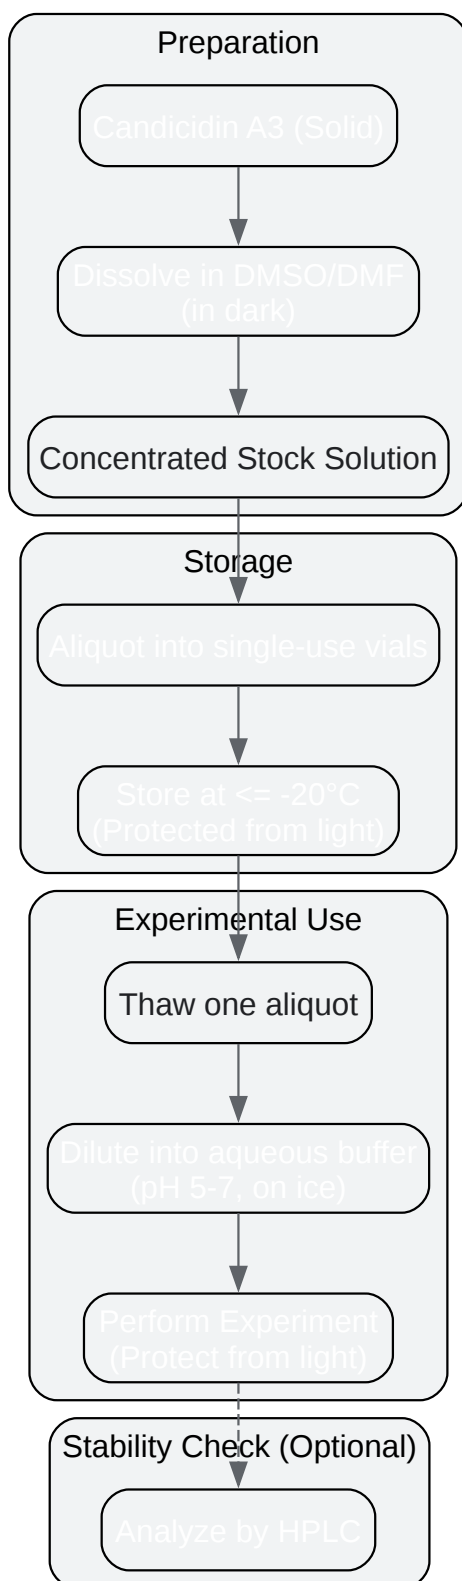 Preparation
Candicidin A3 (Solid)
Dissolve in DMSO/DMF
(in dark)
Concentrated Stock Solution
Storage
Aliquot into single-use vials
Store at <= -20°C
(Protected from light)
Experimental Use
Thaw one aliquot
Dilute into aqueous buffer
(pH 5-7, on ice)
Perform Experiment
(Protect from light)
Stability Check (Optional)
Analyze by HPLC